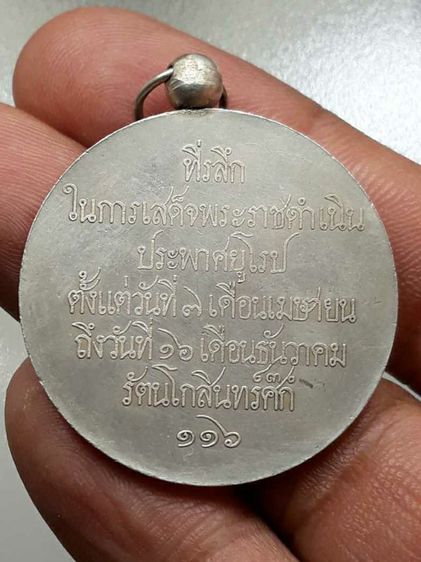 ที่รลึก
ในการเสด็จพระราชดำเนิน
ประพาศยุโรป
ตั้งแต่วันที่ ๗ เดือนเมษายน
ถึงวันที่ ๑๖ เดือนธันวาคม
รัตนโกสินทร์ศ๊ก
๑๑๖